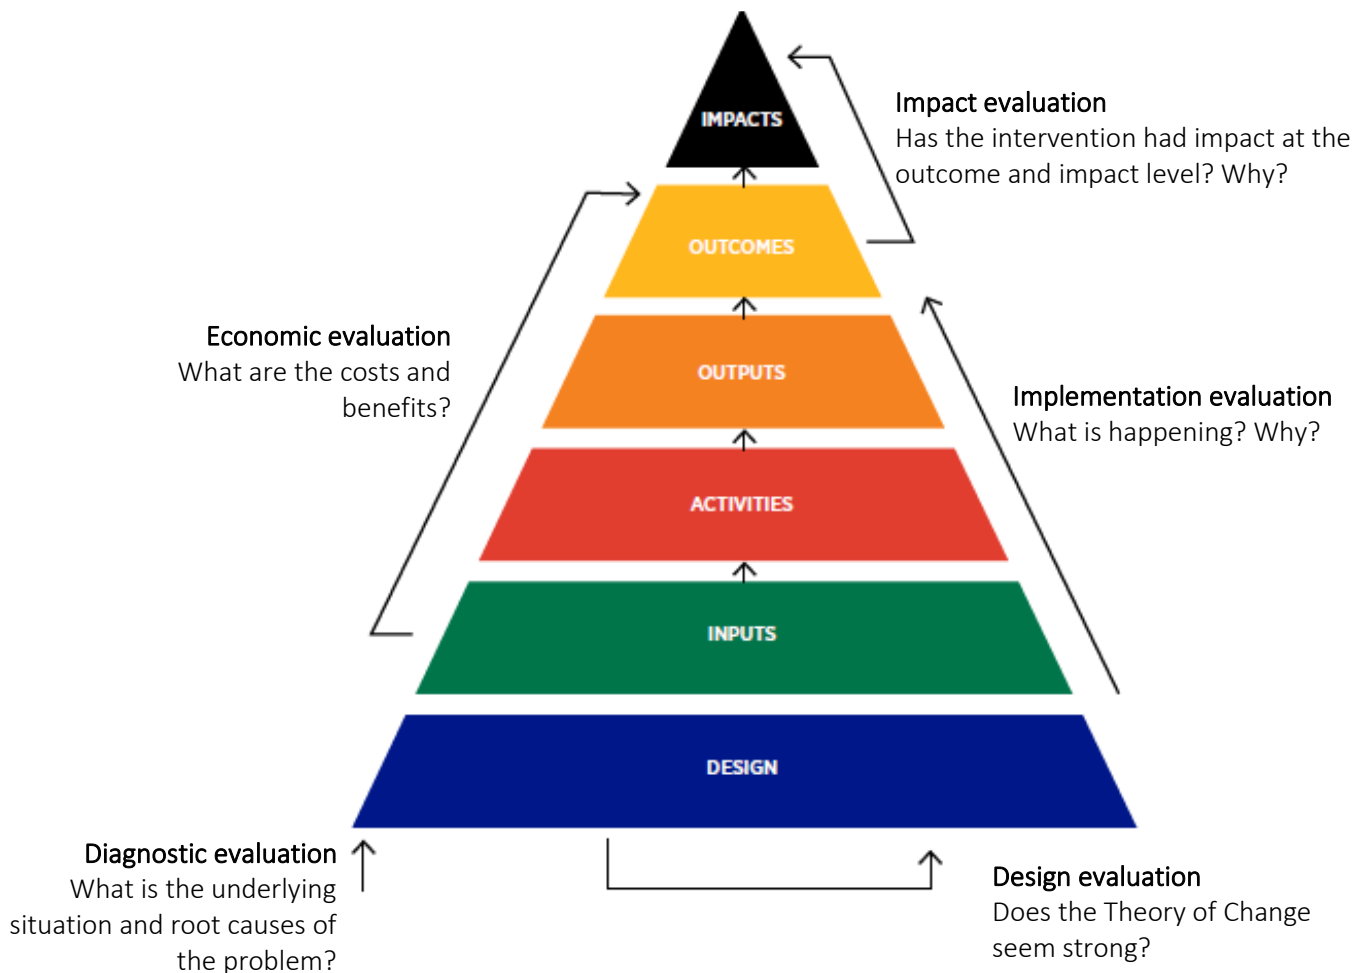 IMPACTS
Impact evaluation
Has the intervention had impact at the
outcome and impact level? Why?
OUTCOMES
Economic evaluation
What are the costs and
benefits?
OUTPUTS
Implementation evaluation
What is happening? Why?
ACTIVITIES
INPUTS
DESIGN
Diagnostic evaluation
What is the underlying
situation and root causes of
the problem?
Design evaluation
Does the Theory of Change
seem strong?